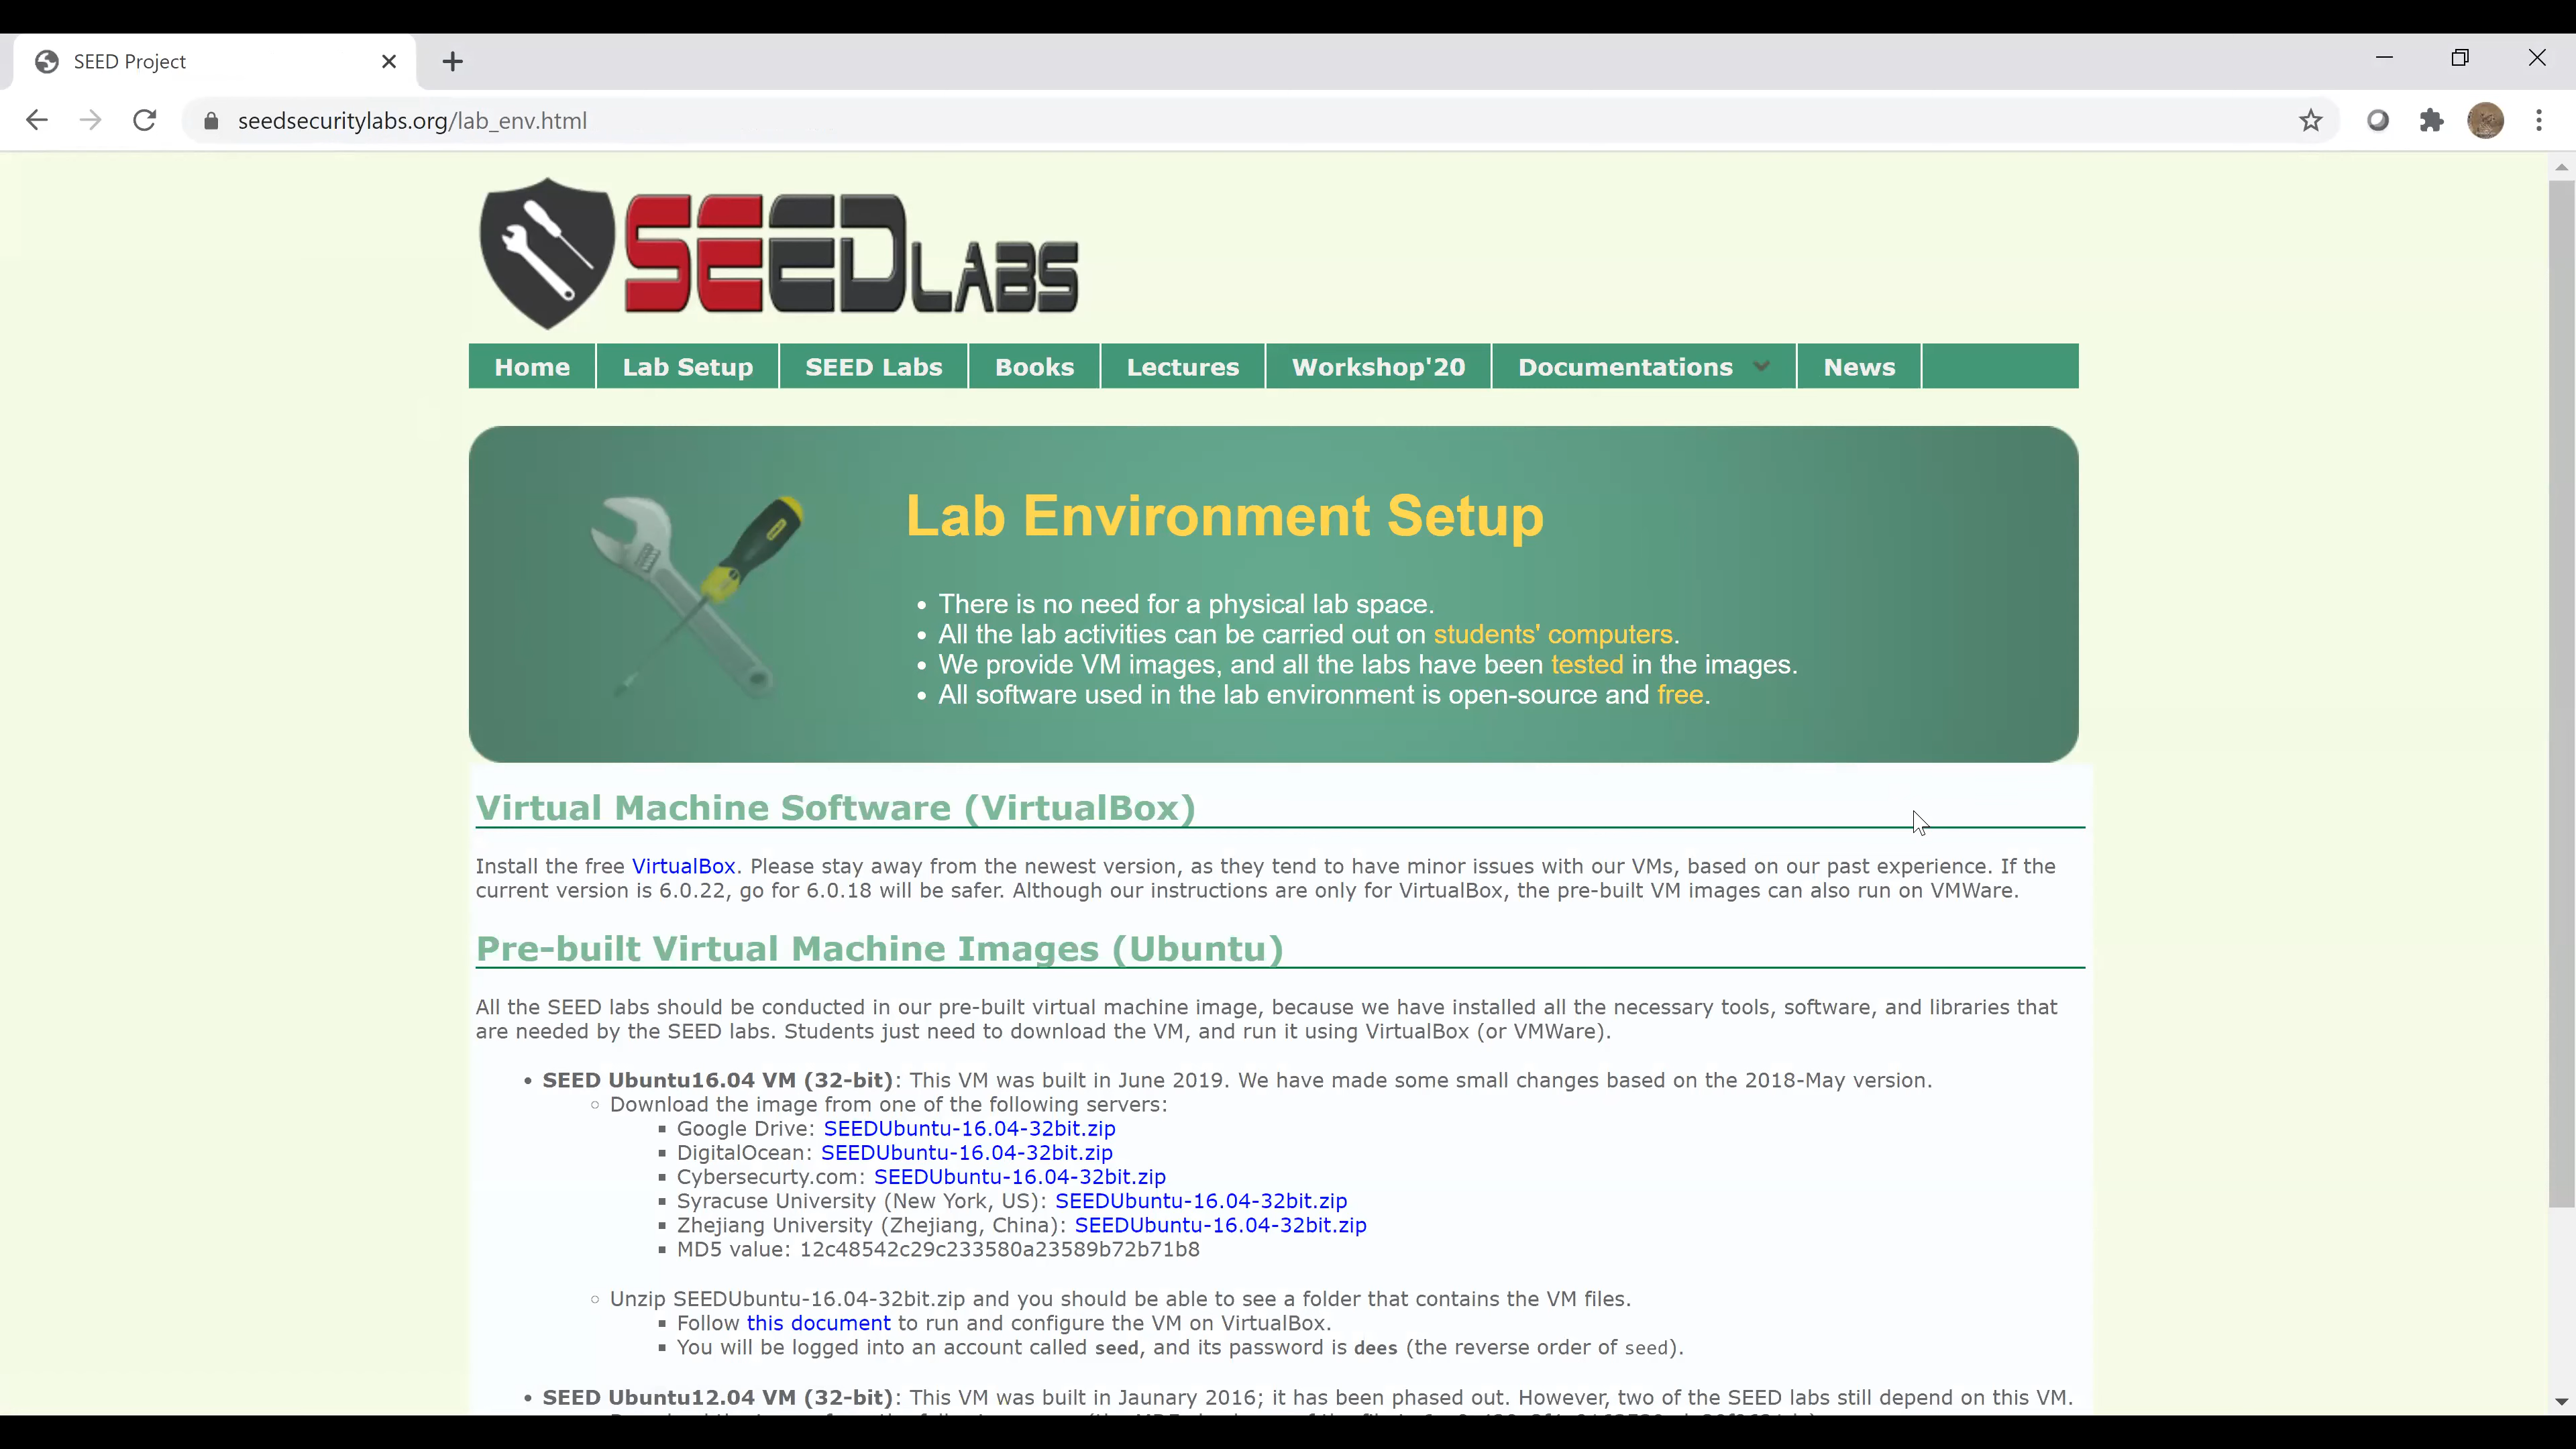 SEED Project
seedsecuritylabs.org/lab_env.html
SEEDLABS
Home Lab Setup SEED Labs Books Lectures Workshop'20 Documentations News
Lab Environment Setup
• There is no need for a physical lab space.
• All the lab activities can be carried out on students' computers.
• We provide VM images, and all the labs have been tested in the images.
• All software used in the lab environment is open-source and free.
Virtual Machine Software (VirtualBox)
Install the free VirtualBox. Please stay away from the newest version, as they tend to have minor issues with our VMs, based on our past experience. If the
current version is 6.0.22, go for 6.0.18 will be safer. Although our instructions are only for VirtualBox, the pre-built VM images can also run on VMWare.
Pre-built Virtual Machine Images (Ubuntu)
All the SEED labs should be conducted in our pre-built virtual machine image, because we have installed all the necessary tools, software, and libraries that
are needed by the SEED labs. Students just need to download the VM, and run it using VirtualBox (or VMWare).
• SEED Ubuntu16.04 VM (32-bit): This VM was built in June 2019. We have made some small changes based on the 2018-May version.
○ Download the image from one of the following servers:
▪ Google Drive: SEEDUbuntu-16.04-32bit.zip
▪ DigitalOcean: SEEDUbuntu-16.04-32bit.zip
▪ Cybersecurty.com: SEEDUbuntu-16.04-32bit.zip
▪ Syracuse University (New York, US): SEEDUbuntu-16.04-32bit.zip
▪ Zhejiang University (Zhejiang, China): SEEDUbuntu-16.04-32bit.zip
▪ MD5 value: 12c48542c29c233580a23589b72b71b8
○ Unzip SEEDUbuntu-16.04-32bit.zip and you should be able to see a folder that contains the VM files.
▪ Follow this document to run and configure the VM on VirtualBox.
▪ You will be logged into an account called seed, and its password is dees (the reverse order of seed).
• SEED Ubuntu12.04 VM (32-bit): This VM was built in Jaunary 2016; it has been phased out. However, two of the SEED labs still depend on this VM.